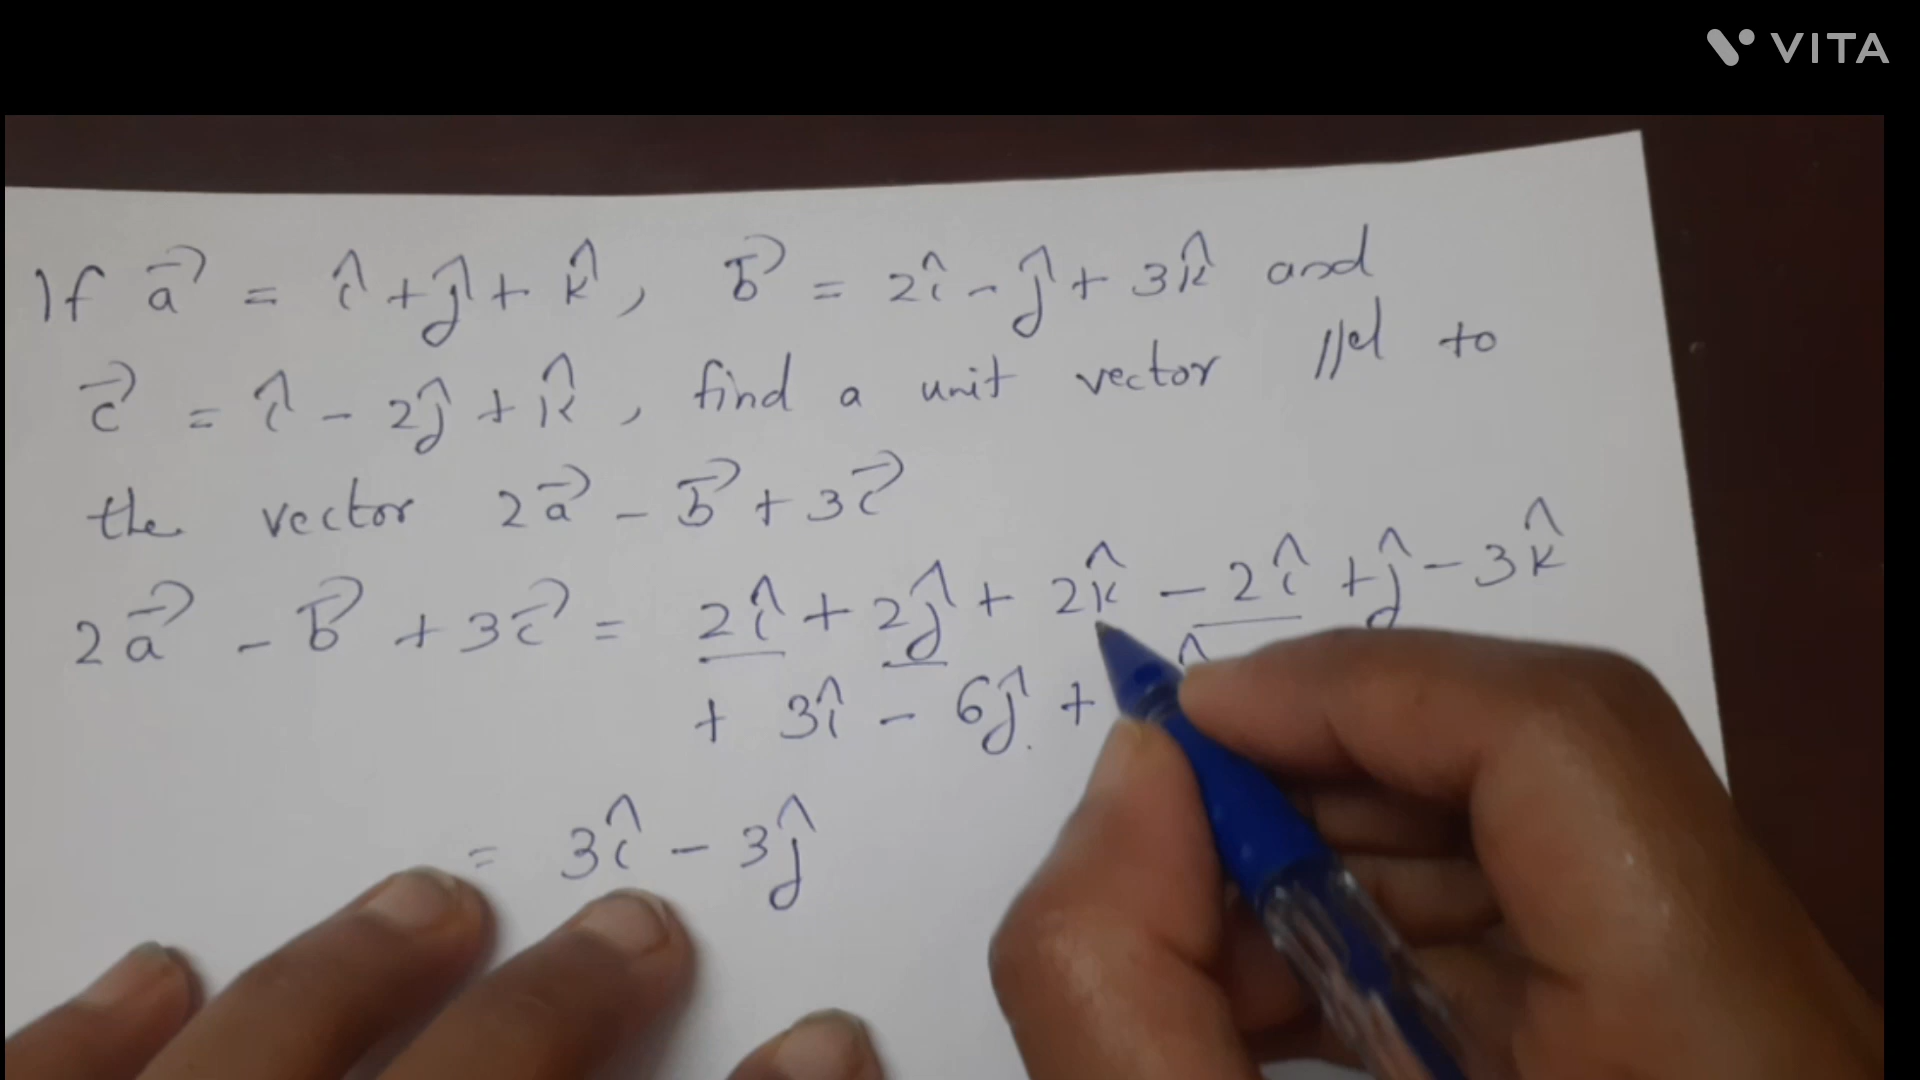 VITA
If a⃗ = î + ĵ + k̂, b⃗ = 2î - ĵ + 3k̂ and
c⃗ = î - 2ĵ + k̂, find a unit vector ||el to
the vector 2a⃗ - b⃗ + 3c⃗
2a⃗ - b⃗ + 3c⃗ = 2î + 2ĵ + 2k̂ - 2î + ĵ - 3k̂
+ 3î - 6ĵ +
= 3î - 3ĵ